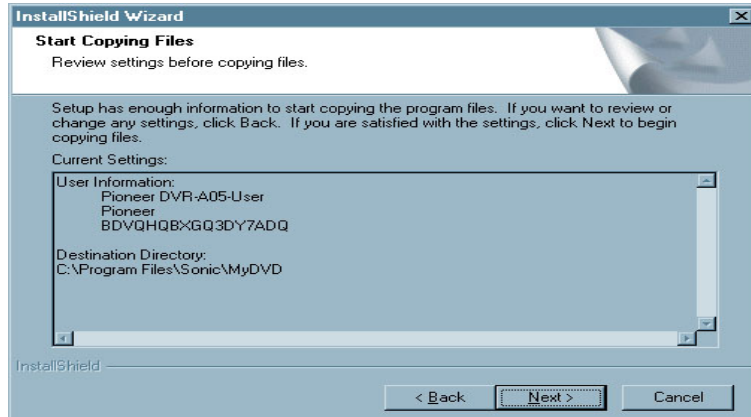 InstallShield Wizard
Start Copying Files
Review settings before copying files.
Setup has enough information to start copying the program files. If you want to review or
change any settings, click Back. If you are satisfied with the settings, click Next to begin
copying files.
Current Settings:
User Information:
Pioneer DVR-A05-User
Pioneer
BDVQHQBXGQ3DY7ADQ
Destination Directory:
C:\Program Files\Sonic\MyDVD
InstallShield
< Back Next > Cancel